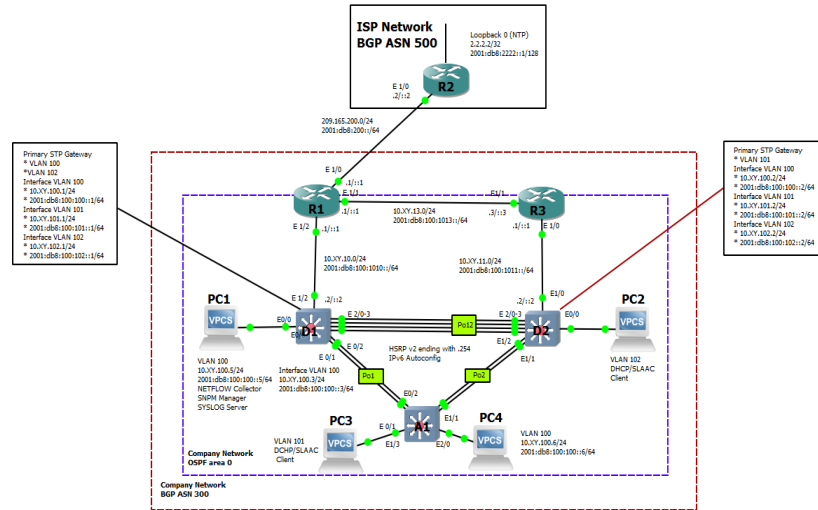 ISP Network
BGP ASN 500
Loopback 0 (NTP)
2.2.2.2/32
2001:db8:2222::1/128
E 1/0
.2/::2
R2
209.165.200.0/24
2001:db8:200::/64
Primary STP Gateway
* VLAN 100
*VLAN 102
Interface VLAN 100
* 10.XY.100.1/24
* 2001:db8:100:100::1/64
Interface VLAN 101
* 10.XY.101.1/24
* 2001:db8:100:101::1/64
Interface VLAN 102
* 10.XY.102.1/24
* 2001:db8:100:102::1/64
Primary STP Gateway
* VLAN 101
Interface VLAN 100
* 10.XY.100.2/24
* 2001:db8:100:100::2/64
Interface VLAN 101
* 10.XY.101.2/24
* 2001:db8:100:101::2/64
Interface VLAN 102
* 10.XY.102.2/24
* 2001:db8:100:102::2/64
E 1/0
.1/::1
E 1/1
.1/::1
R1
E 1/2
.1/::1
10.XY.13.0/24
2001:db8:100:1013::/64
E1/1
.3/::3
R3
E 1/0
.1/::1
10.XY.10.0/24
2001:db8:100:1010::/64
10.XY.11.0/24
2001:db8:100:1011::/64
E 1/2
.2/::2
E1/0
.2/::2
PC1
VPCS
E0/0
D1
E 2/0-3
Po12
E 2/0-3
D2
E0/0
PC2
VPCS
E 0/2
E 0/1
E1/2
E1/1
HSRP v2 ending with .254
IPv6 Autoconfig
VLAN 100
10.XY.100.5/24
2001:db8:100:100::5/64
NETFLOW Collector
SNPM Manager
SYSLOG Server
Interface VLAN 100
10.XY.100.3/24
2001:db8:100:100::3/64
Po1
Po2
VLAN 102
DHCP/SLAAC
Client
E0/2
E1/1
A1
PC3
VPCS
E 0/1
E1/3
E2/0
PC4
VPCS
VLAN 101
DCHP/SLAAC
Client
VLAN 100
10.XY.100.6/24
2001:db8:100:100::6/64
Company Network
OSPF area 0
Company Network
BGP ASN 300